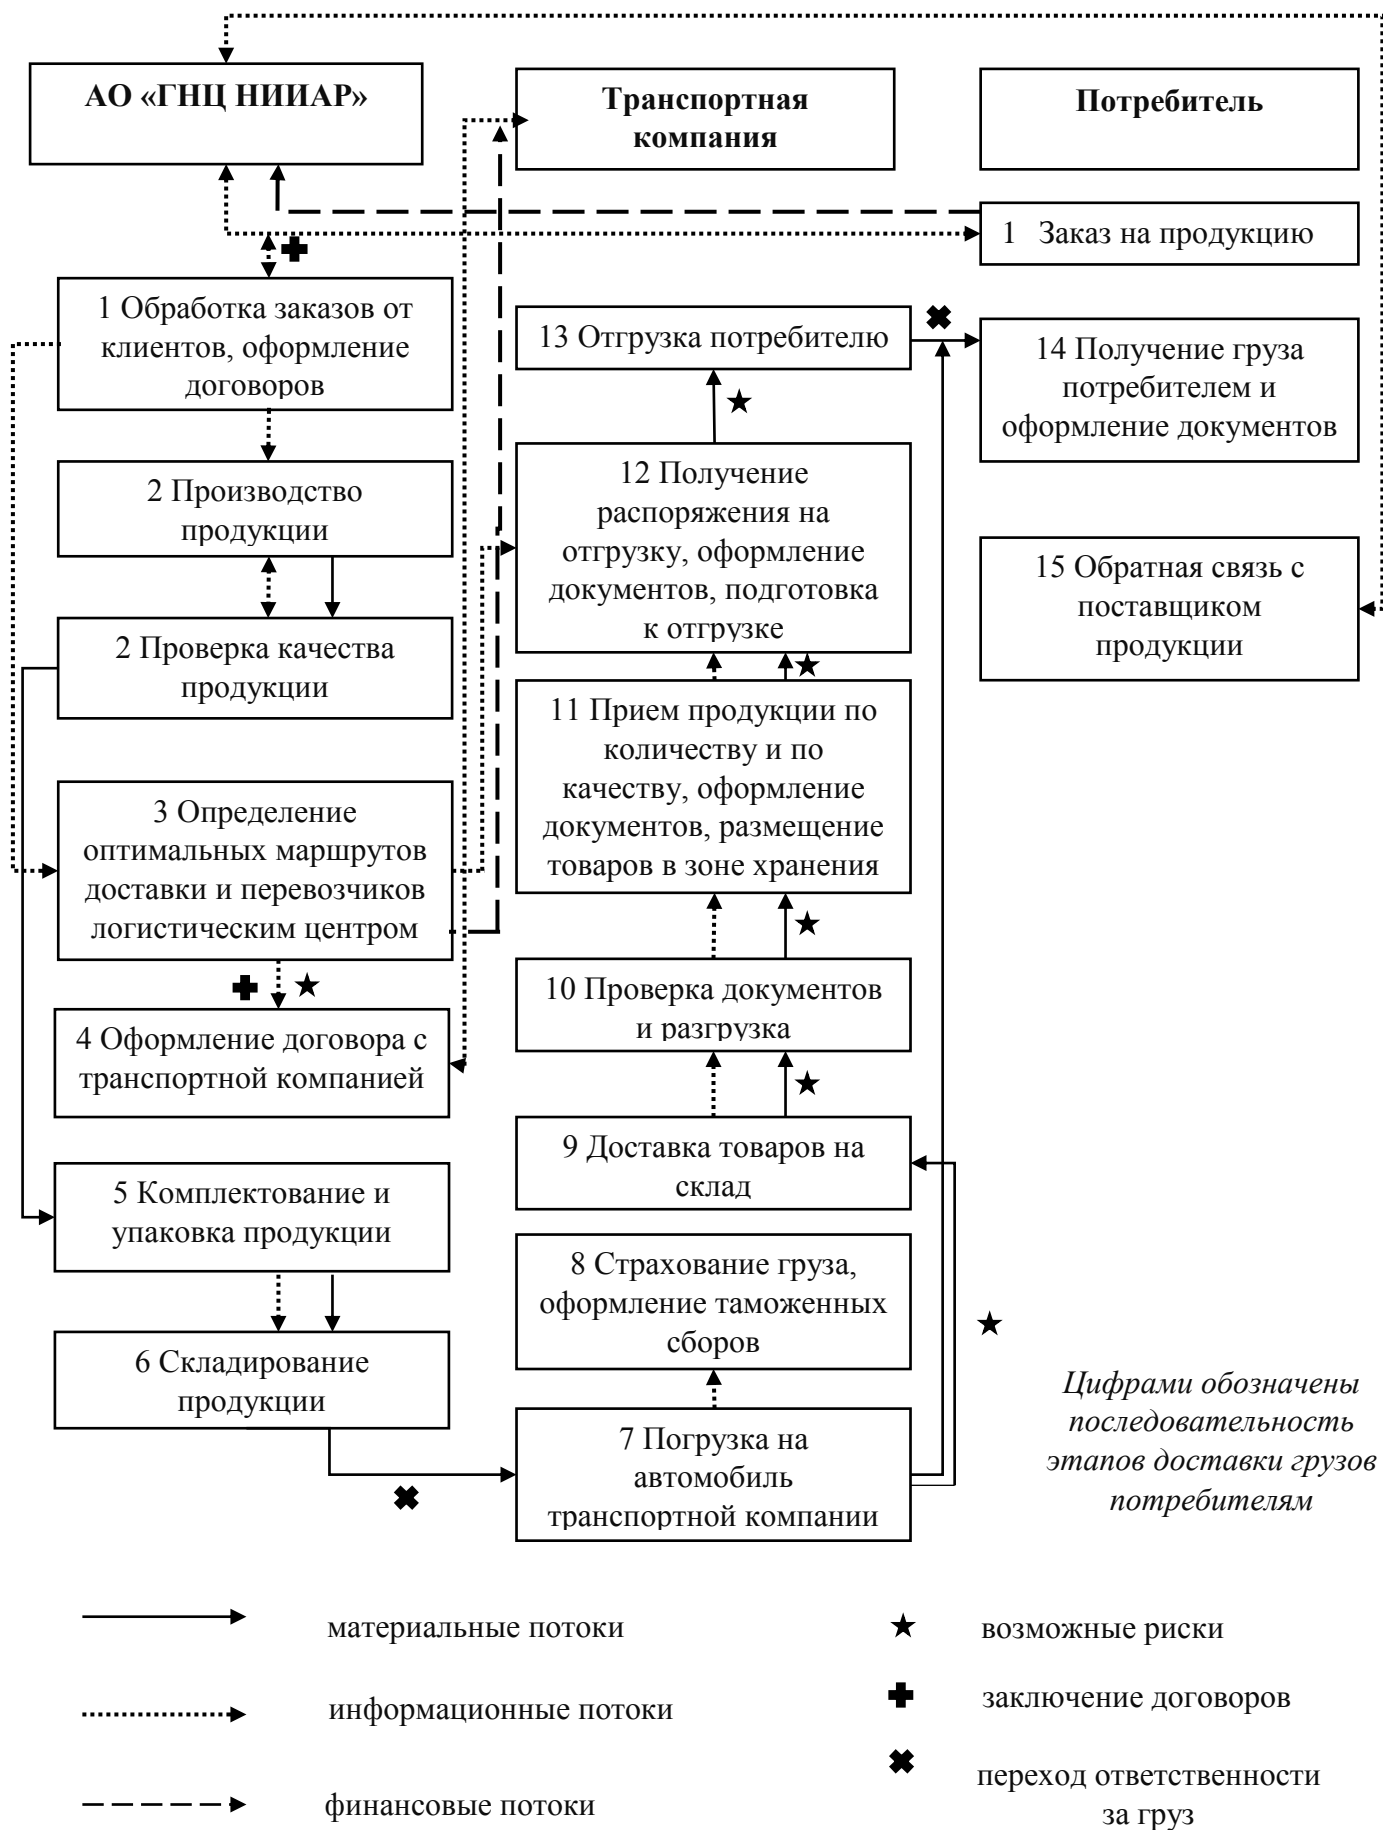 АО «ГНЦ НИИАР»
Транспортная
компания
Потребитель
1 Заказ на продукцию
1 Обработка заказов от
клиентов, оформление
договоров
2 Производство
продукции
2 Проверка качества
продукции
3 Определение
оптимальных маршрутов
доставки и перевозчиков
логистическим центром
4 Оформление договора с
транспортной компанией
5 Комплектование и
упаковка продукции
6 Складирование
продукции
13 Отгрузка потребителю
12 Получение
распоряжения на
отгрузку, оформление
документов, подготовка
к отгрузке
11 Прием продукции по
количеству и по
качеству, оформление
документов, размещение
товаров в зоне хранения
10 Проверка документов
и разгрузка
9 Доставка товаров на
склад
8 Страхование груза,
оформление таможенных
сборов
7 Погрузка на
автомобиль
транспортной компании
14 Получение груза
потребителем и
оформление документов
15 Обратная связь с
поставщиком
продукции
Цифрами обозначены
последовательность
этапов доставки грузов
потребителям
материальные потоки
информационные потоки
финансовые потоки
возможные риски
заключение договоров
переход ответственности
за груз